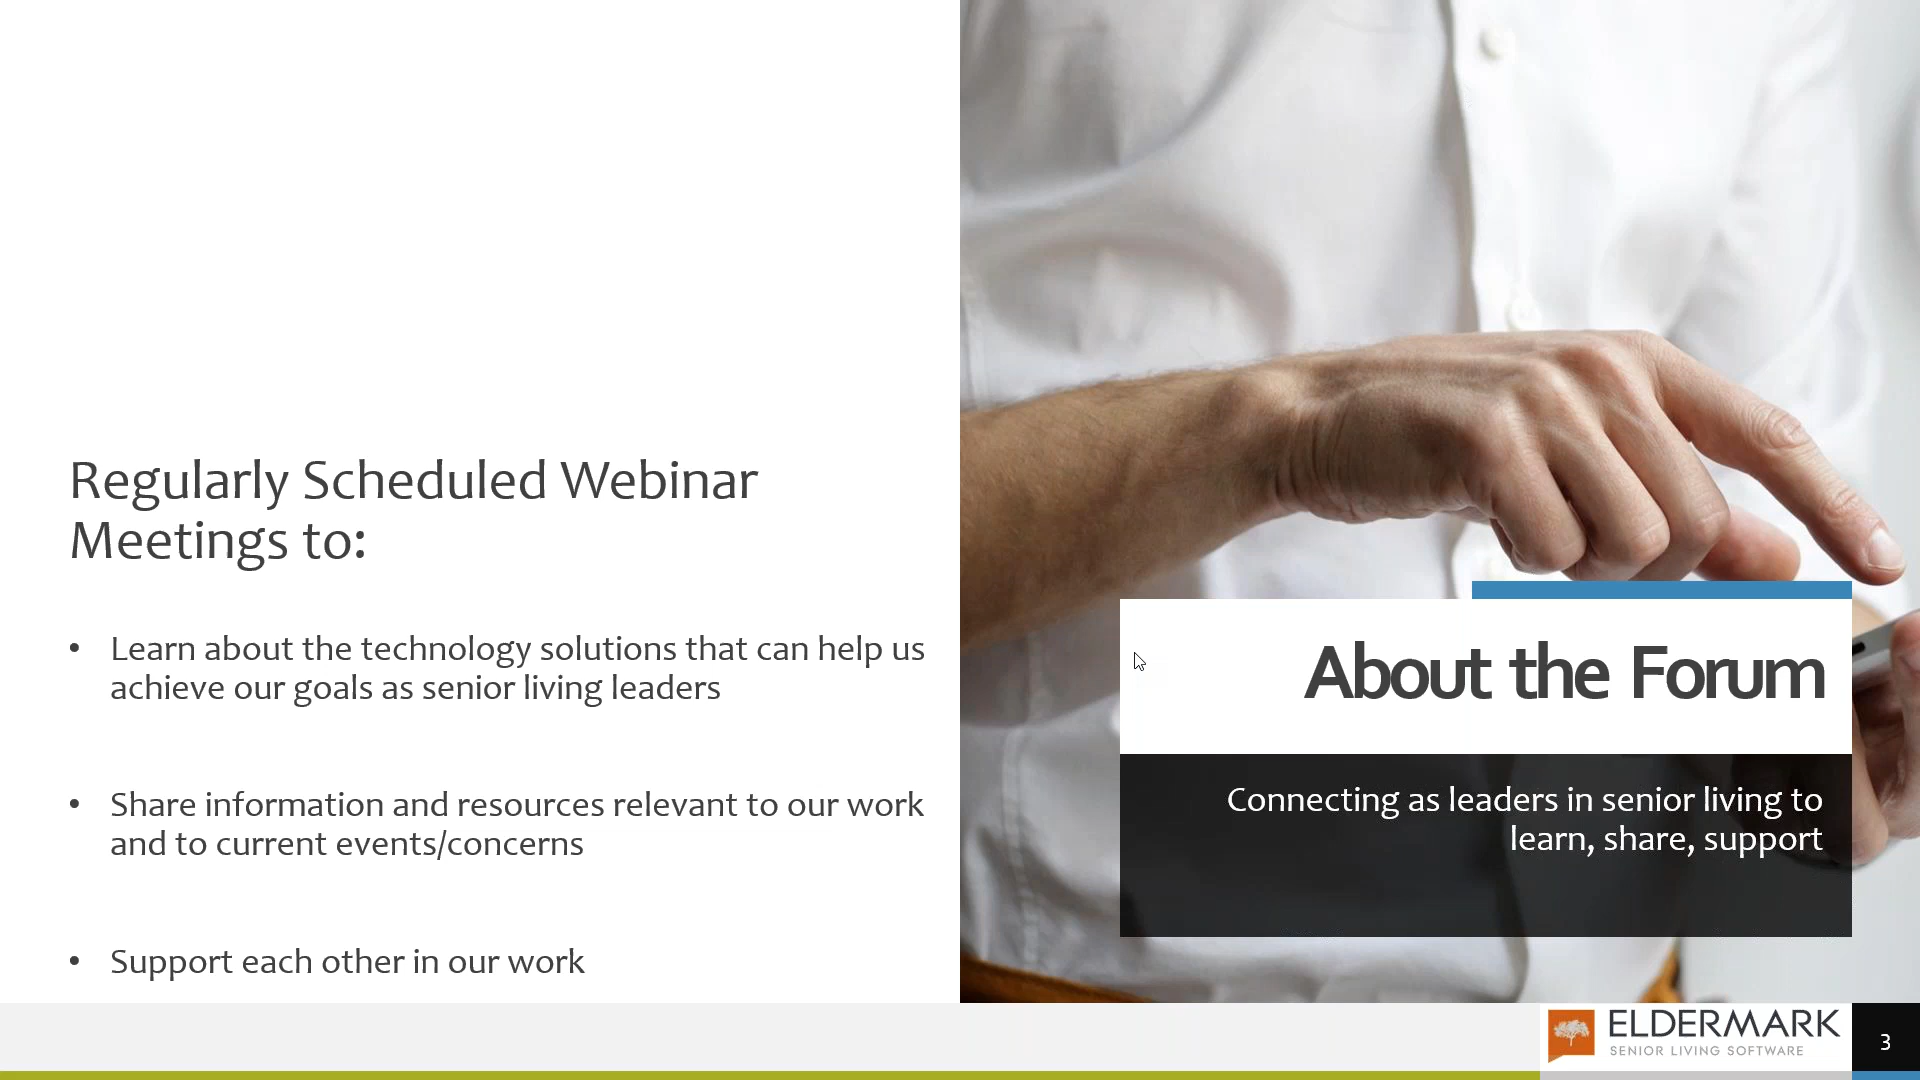 Regularly Scheduled Webinar
Meetings to:
• Learn about the technology solutions that can help us
achieve our goals as senior living leaders
• Share information and resources relevant to our work
and to current events/concerns
• Support each other in our work
About the Forum
Connecting as leaders in senior living to
learn, share, support
ELDERMARK
SENIOR LIVING SOFTWARE
3